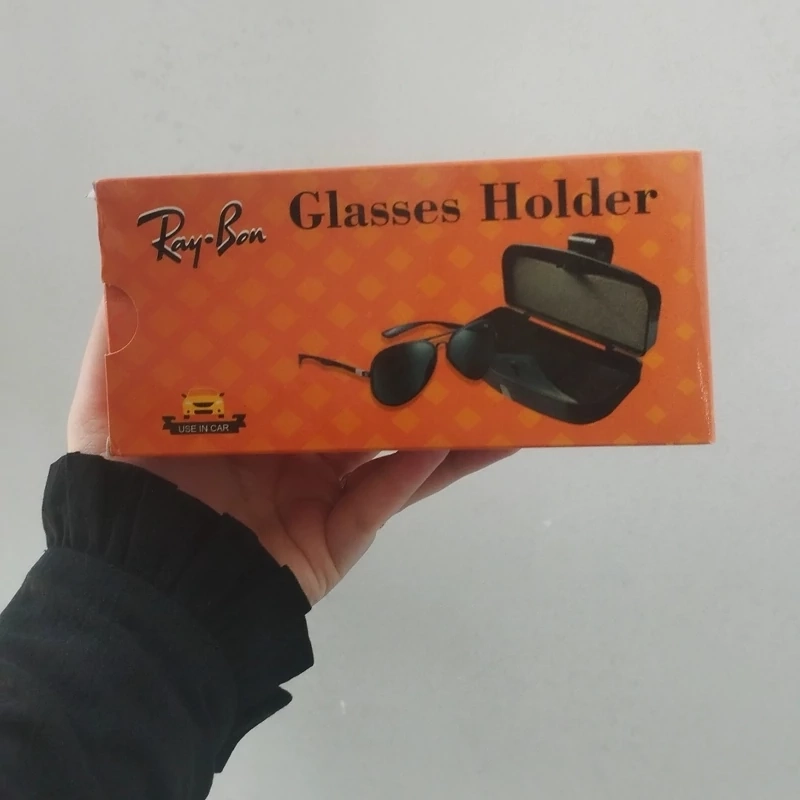 Ray-Bon
Glasses Holder
USE IN CAR